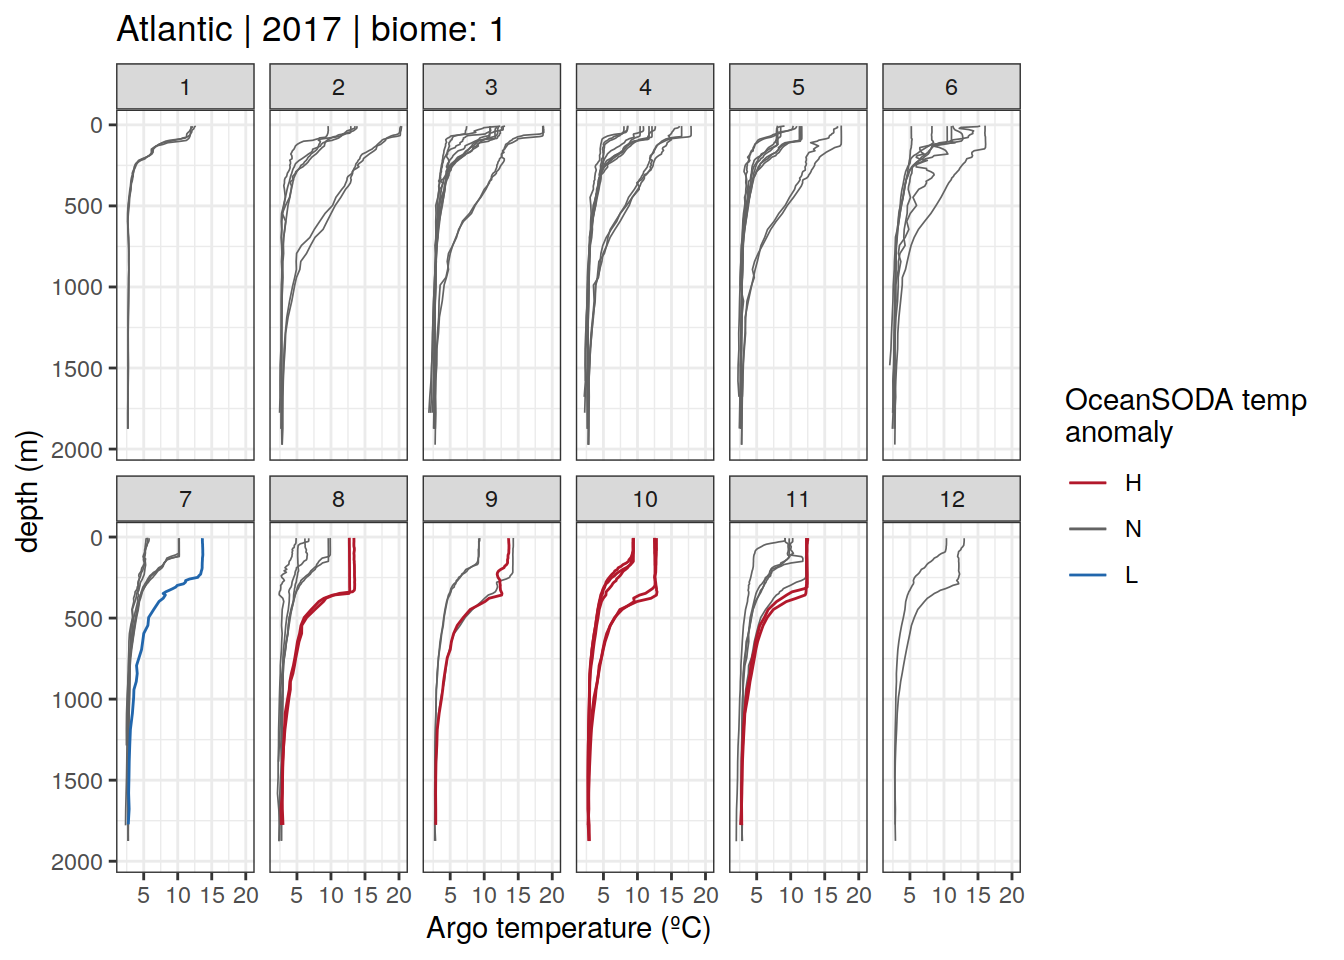 Atlantic | 2017 | biome: 1
1 2 3 4 5 6
0
500
1000
1500
2000
7 8 9 10 11 12
0
500
1000
1500
2000
5 10 15 20 5 10 15 20 5 10 15 20 5 10 15 20 5 10 15 20 5 10 15 20
Argo temperature (ºC)
depth (m)
OceanSODA temp
anomaly
H
N
L